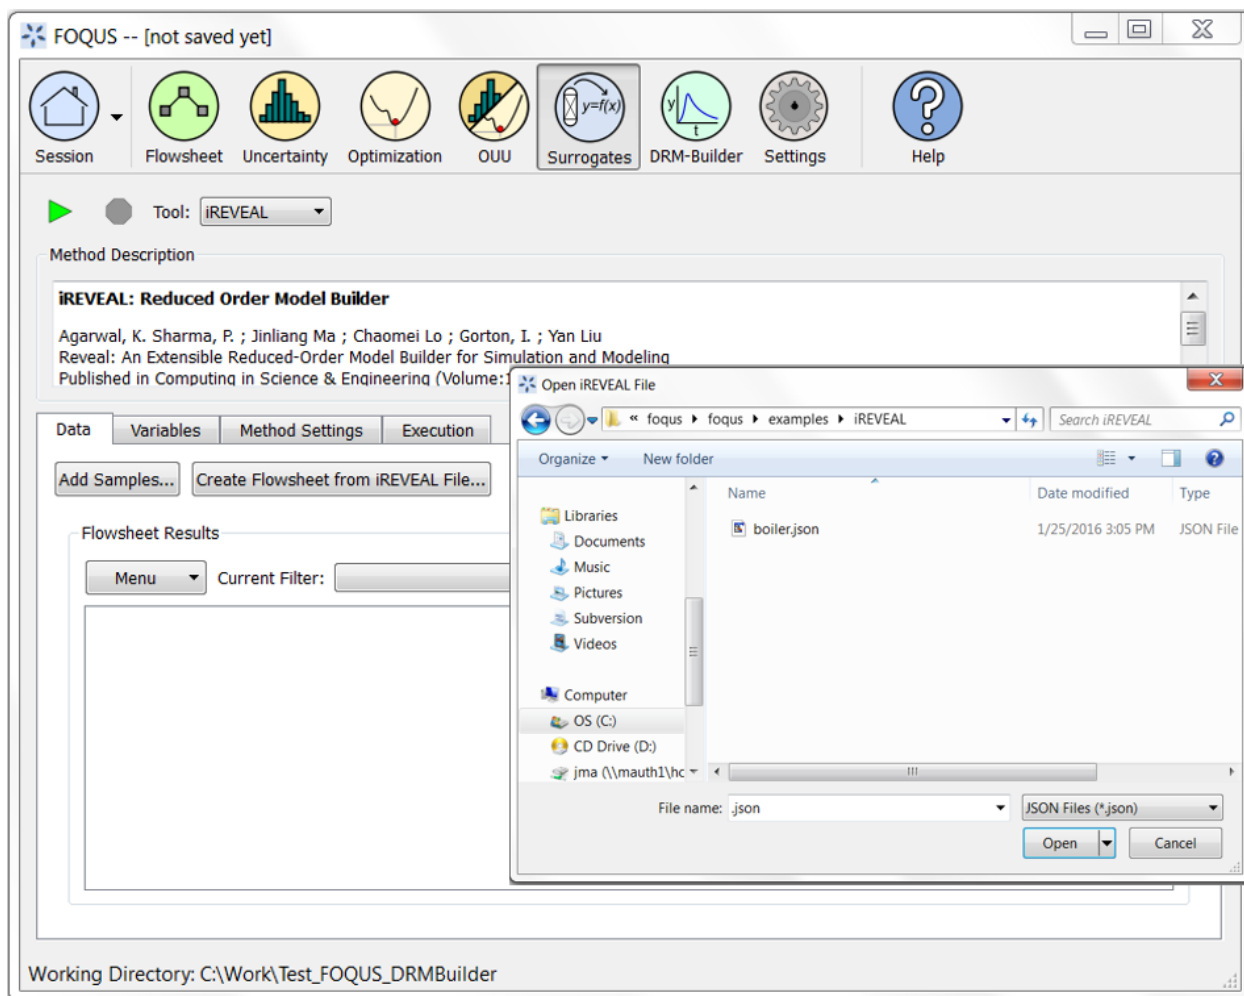 FOQUS -- [not saved yet]
y=f(x)
y
t
Session
Flowsheet
Uncertainty
Optimization
OUU
Surrogates
DRM-Builder
Settings
Help
Tool: iREVEAL
Method Description
iREVEAL: Reduced Order Model Builder
Agarwal, K. Sharma, P. ; Jinliang Ma ; Chaomei Lo ; Gorton, I. ; Yan Liu
Reveal: An Extensible Reduced-Order Model Builder for Simulation and Modeling
Published in Computing in Science & Engineering (Volume:1
Data
Variables
Method Settings
Execution
Add Samples...
Create Flowsheet from iREVEAL File...
Flowsheet Results
Menu
Current Filter:
Open iREVEAL File
« foqus foqus examples iREVEAL
Search iREVEAL
Organize
New folder
Name
Date modified
Type
Libraries
Documents
Music
Pictures
Subversion
Videos
Computer
OS (C:)
CD Drive (D:)
jma (\\mauth1\hc
boiler.json
1/25/2016 3:05 PM
JSON File
File name: .json
JSON Files (*.json)
Open
Cancel
Working Directory: C:\Work\Test_FOQUS_DRMBuilder